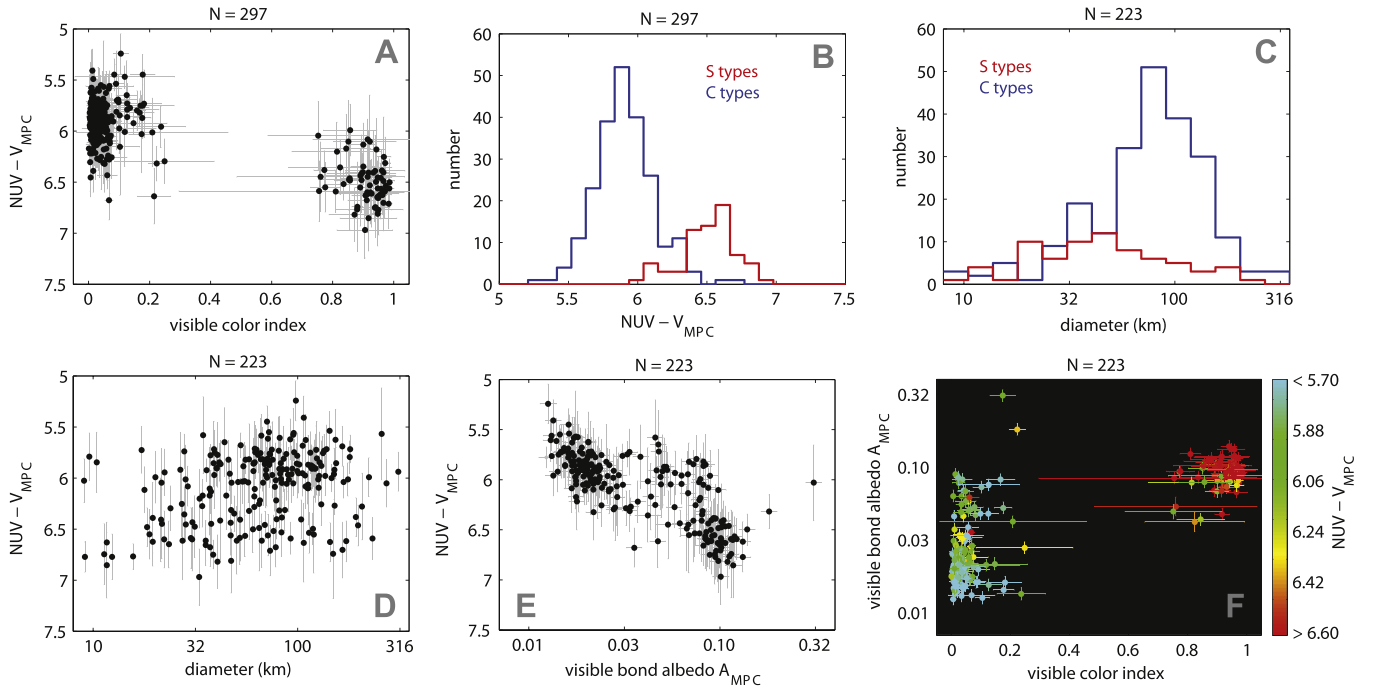 N = 297
5
5.5
6
6.5
7
7.5
NUV – V_MPC
0 0.2 0.4 0.6 0.8 1
visible color index
A
N = 297
60
50
40
30
20
10
0
number
5 5.5 6 6.5 7 7.5
NUV – V_MPC
S types
C types
B
N = 223
60
50
40
30
20
10
0
number
10 32 100 316
diameter (km)
S types
C types
C
N = 223
5
5.5
6
6.5
7
7.5
NUV – V_MPC
10 32 100 316
diameter (km)
D
N = 223
5
5.5
6
6.5
7
7.5
NUV – V_MPC
0.01 0.03 0.10 0.32
visible bond albedo A_MPC
E
N = 223
0.32
0.10
0.03
0.01
visible bond albedo A_MPC
0 0.2 0.4 0.6 0.8 1
visible color index
F
< 5.70
5.88
6.06
6.24
6.42
> 6.60
NUV – V_MPC